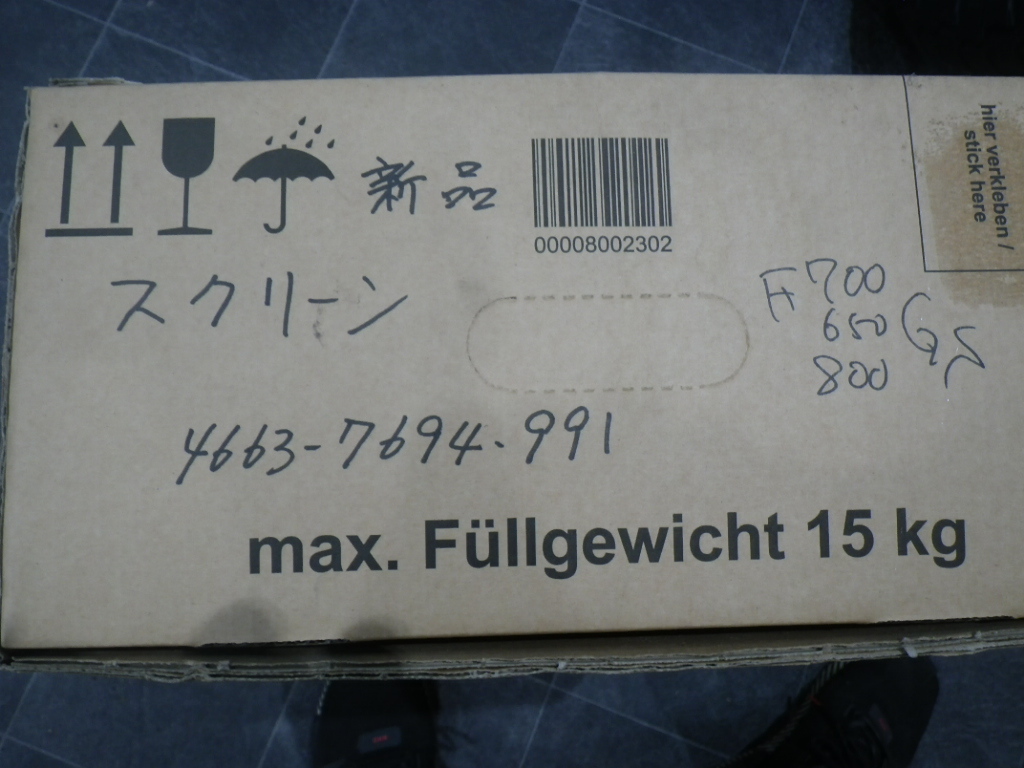 新品
00008002302
hier verkleben /
stick here
スクリーン
F700
650 GS
800
4663-7694-991
max. Füllgewicht 15 kg